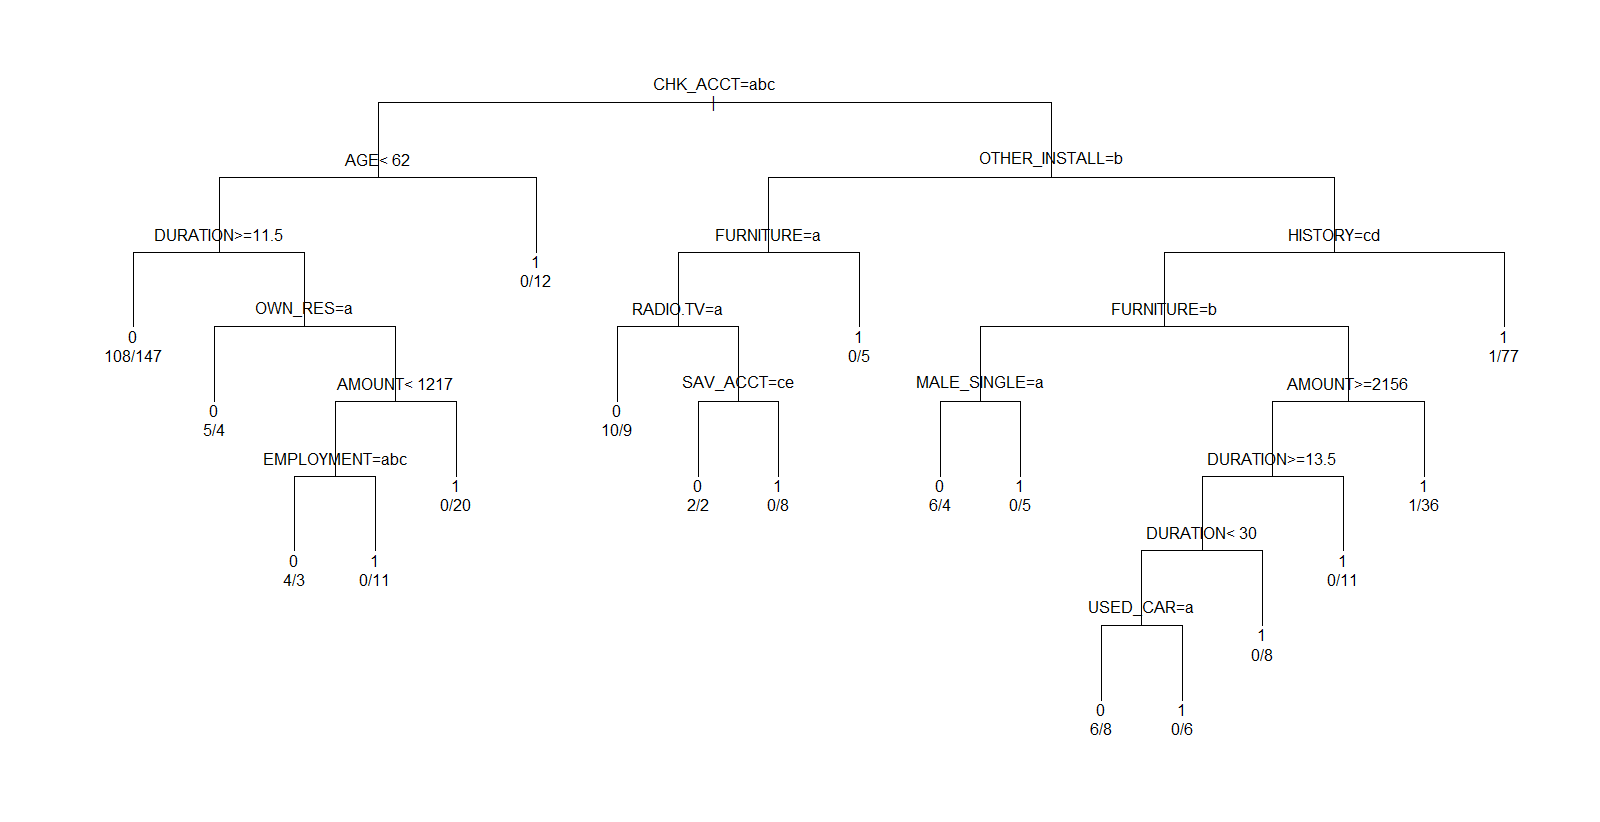 CHK_ACCT=abc
AGE< 62
OTHER_INSTALL=b
DURATION>=11.5
FURNITURE=a
HISTORY=cd
1
0/12
OWN_RES=a
RADIO.TV=a
FURNITURE=b
0
108/147
1
0/5
1
1/77
AMOUNT< 1217
SAV_ACCT=ce
MALE_SINGLE=a
AMOUNT>=2156
0
5/4
0
10/9
EMPLOYMENT=abc
DURATION>=13.5
1
0/20
0
2/2
1
0/8
0
6/4
1
0/5
1
1/36
DURATION< 30
0
4/3
1
0/11
1
0/11
USED_CAR=a
1
0/8
0
6/8
1
0/6